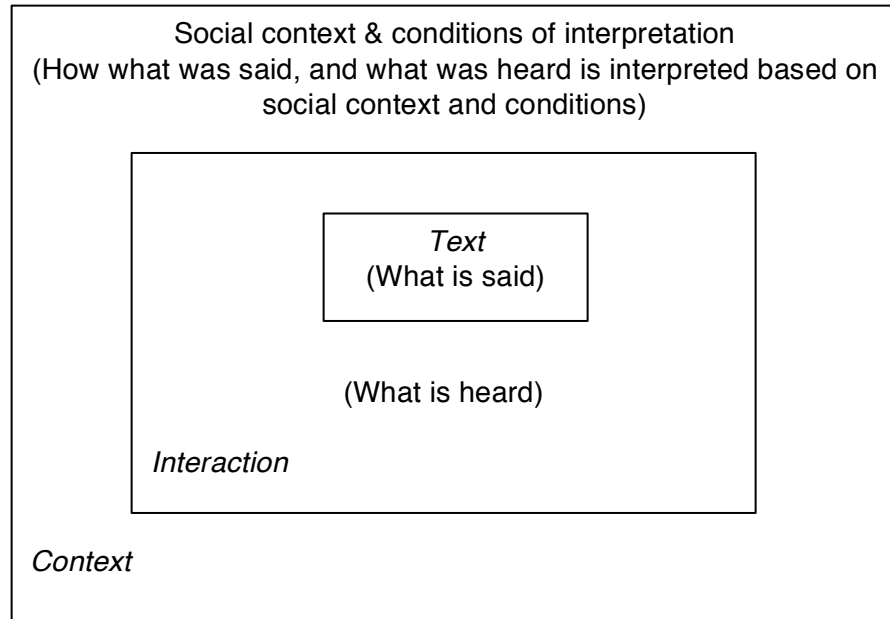 Social context & conditions of interpretation
(How what was said, and what was heard is interpreted based on
social context and conditions)
Text
(What is said)
(What is heard)
Interaction
Context